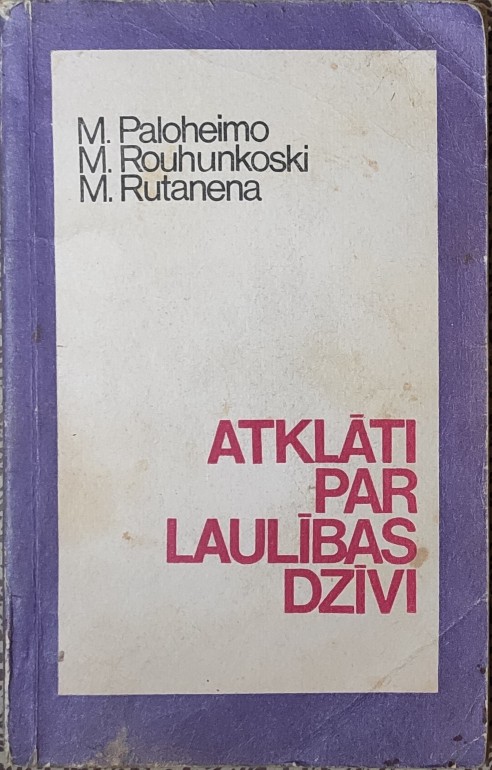 M. Paloheimo
M. Rouhunkoski
M. Rutanena
ATKLĀTI
PAR
LAULĪBAS
DZĪVI